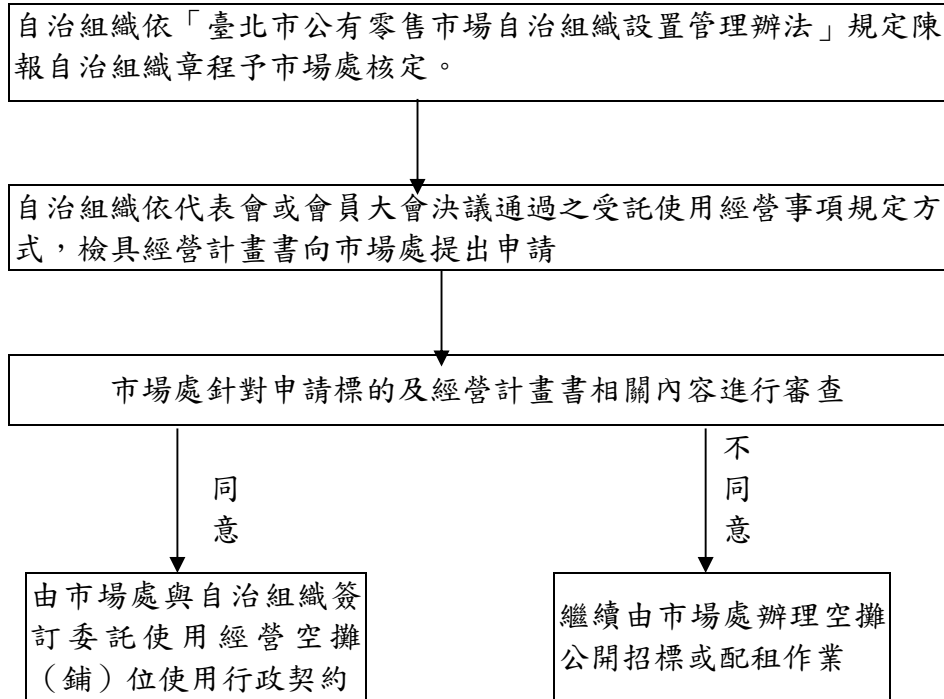 自治組織依「臺北市公有零售市場自治組織設置管理辦法」規定陳
報自治組織章程予市場處核定。
自治組織依代表會或會員大會決議通過之受託使用經營事項規定方
式，檢具經營計畫書向市場處提出申請
市場處針對申請標的及經營計畫書相關內容進行審查
同
意
不
同
意
由市場處與自治組織簽
訂委託使用經營空攤
（鋪）位使用行政契約
繼續由市場處辦理空攤
公開招標或配租作業